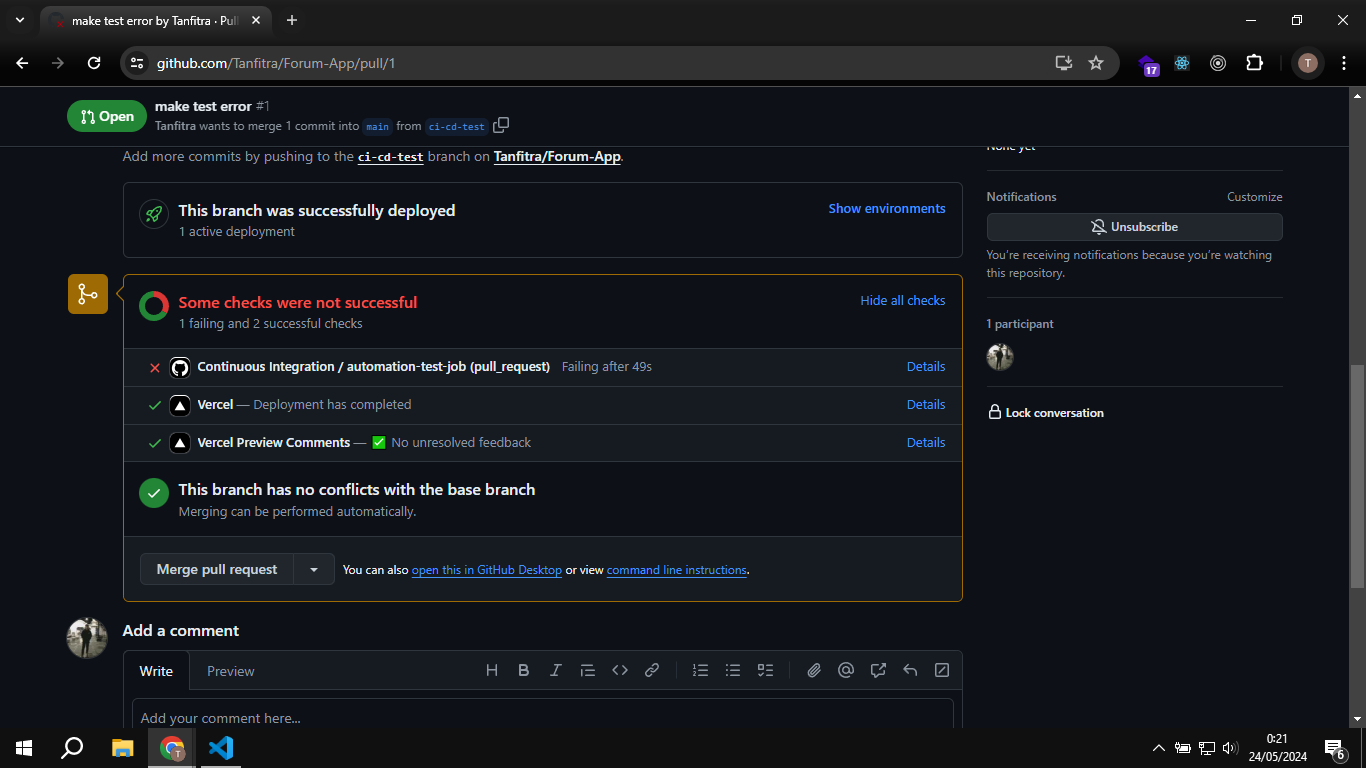 make test error by Tanfitra · Pull
github.com/Tanfitra/Forum-App/pull/1
17
T
Open
make test error #1
Tanfitra wants to merge 1 commit into main from ci-cd-test
Add more commits by pushing to the ci-cd-test branch on Tanfitra/Forum-App.
This branch was successfully deployed
Show environments
1 active deployment
Some checks were not successful
Hide all checks
1 failing and 2 successful checks
Continuous Integration / automation-test-job (pull_request) Failing after 49s
Details
Vercel — Deployment has completed
Details
Vercel Preview Comments — ✅ No unresolved feedback
Details
This branch has no conflicts with the base branch
Merging can be performed automatically.
Merge pull request
You can also open this in GitHub Desktop or view command line instructions.
Add a comment
Write
Preview
Add your comment here...
None yet
Notifications
Customize
Unsubscribe
You're receiving notifications because you're watching
this repository.
1 participant
Lock conversation
T
0:21
24/05/2024
6